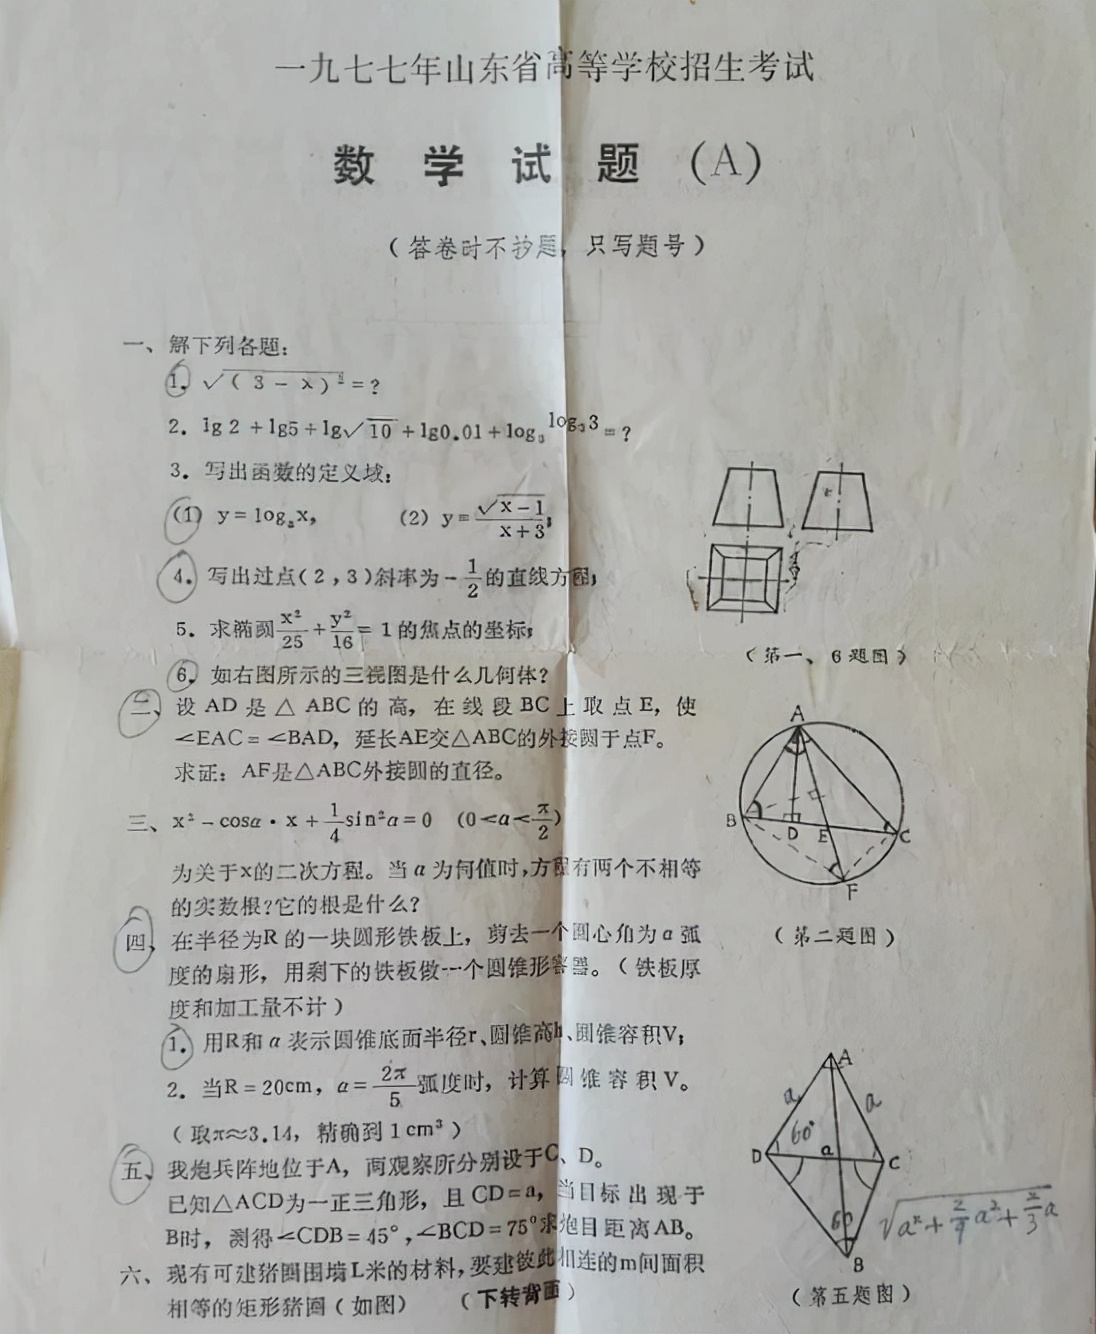 一九七七年山东省高等学校招生考试
数学试题(A)
(答卷时不抄题,只写题号)
一、解下列各题:
1. √(3-x)² = ?
2. lg2+lg5+lg√10+lg0.01+log₃log₃3=?
3. 写出函数的定义域:
(1) y=logₐx, (2) y=√x-1/x+3;
4. 写出过点(2,3)斜率为-1/2的直线方程;
5. 求椭圆x²/25+y²/16=1的焦点的坐标;
6. 如右图所示的三视图是什么几何体?
(第一、6题图)
二、设AD是△ABC的高,在线段BC上取点E,使
∠EAC=∠BAD,延长AE交△ABC的外接圆于点F。
求证:AF是△ABC外接圆的直径。
A
B
D
E
C
F
(第二题图)
三、x²-cosα·x+1/4sin²α=0 (0<α<π/2)
为关于x的二次方程。当α为何值时,方程有两个不相等
的实数根?它的根是什么?
四、在半径为R的一块圆形铁板上,剪去一个圆心角为α弧
度的扇形,用剩下的铁板做一个圆锥形容器。(铁板厚
度和加工量不计)
1. 用R和α表示圆锥底面半径r、圆锥高h、圆锥容积V;
2. 当R=20cm,α=2π/5弧度时,计算圆锥容积V。
(取π≈3.14,精确到1cm³)
五、我炮兵阵地位于A,两观察所分别设于C、D。
已知△ACD为一正三角形,且CD=a,当目标出现于
B时,测得∠CDB=45°,∠BCD=75°求炮目距离AB。
A
a
a
60°
D
a
C
60
B
(第五题图)
六、现有可建猪圈围墙L米的材料,要建彼此相连的m间面积
相等的矩形猪圈(如图) (下转背面)